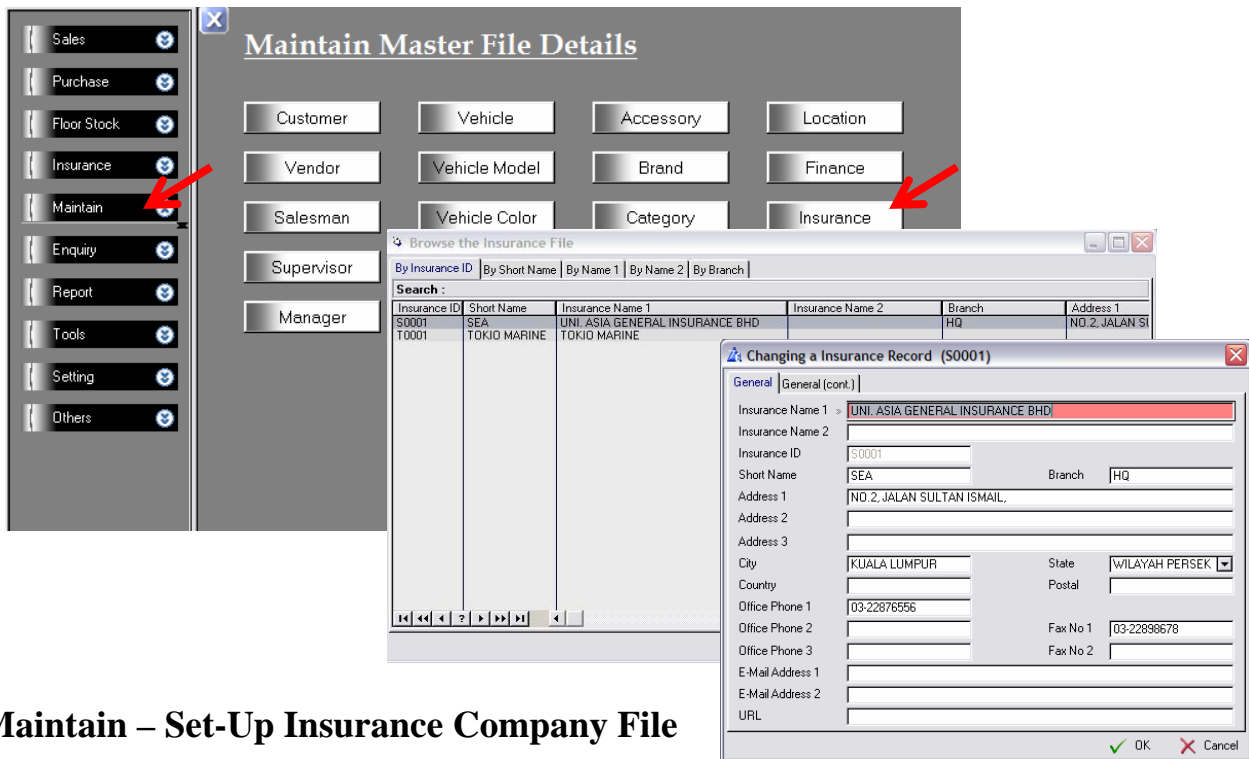 Sales
Purchase
Floor Stock
Insurance
Maintain
Enquiry
Report
Tools
Setting
Others
X
Maintain Master File Details
Customer Vehicle Accessory Location
Vendor Vehicle Model Brand Finance
Salesman Vehicle Color Category Insurance
Supervisor
Manager
Browse the Insurance File
By Insurance ID By Short Name By Name 1 By Name 2 By Branch
Search :
Insurance ID Short Name Insurance Name 1 Insurance Name 2 Branch Address 1
S0001 SEA UNI. ASIA GENERAL INSURANCE BHD HQ NO.2, JALAN SU
T0001 TOKIO MARINE TOKIO MARINE
?
Changing a Insurance Record (S0001)
General General (cont.)
Insurance Name 1 » UNI. ASIA GENERAL INSURANCE BHD
Insurance Name 2
Insurance ID S0001
Short Name SEA Branch HQ
Address 1 NO.2, JALAN SULTAN ISMAIL,
Address 2
Address 3
City KUALA LUMPUR State WILAYAH PERSEK
Country Postal
Office Phone 1 03-22876556
Office Phone 2 Fax No 1 03-22898678
Office Phone 3 Fax No 2
E-Mail Address 1
E-Mail Address 2
URL
OK Cancel
Maintain – Set-Up Insurance Company File